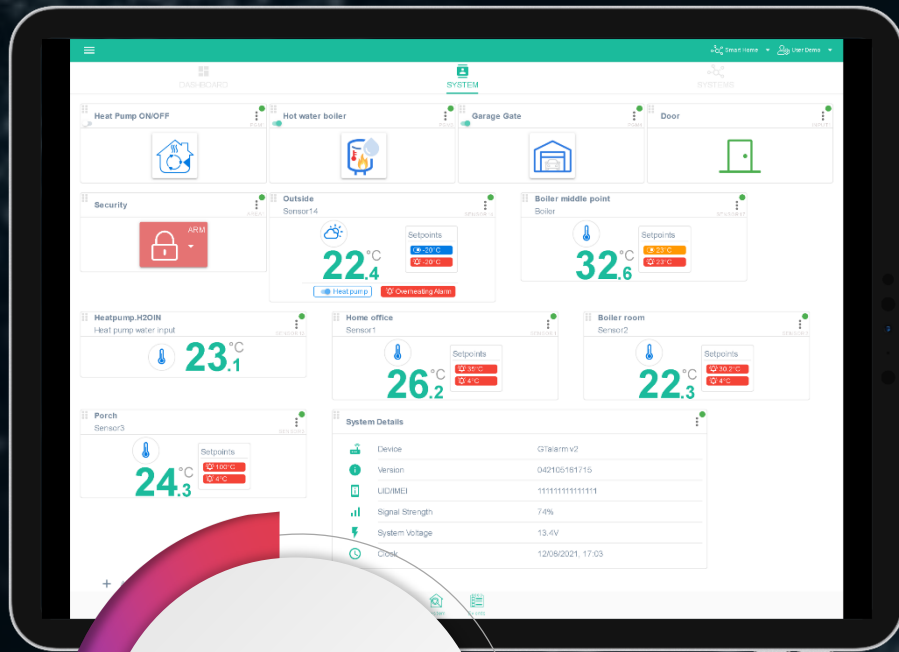 Smart Home
User Demo
DASHBOARD
SYSTEM
SYSTEMS
Heat Pump ON/OFF
Hot water boiler
Garage Gate
Door
Security
ARM
Outside
Sensor14
22.4 °C
Setpoints
-20°C
-20°C
Heat pump
Overheating Alarm
Boiler middle point
Boiler
32.6 °C
Setpoints
23°C
23°C
Heatpump.H2OIN
Heat pump water input
23.1 °C
Home office
Sensor1
26.2 °C
Setpoints
35°C
4°C
Boiler room
Sensor2
22.3 °C
Setpoints
30.2°C
4°C
Porch
Sensor3
24.3 °C
Setpoints
100°C
4°C
System Details
Device GTalarm v2
Version 042105181715
UID/IMEI 111111111111111
Signal Strength 74%
System Voltage 13.4V
Clock 12/08/2021, 17:03